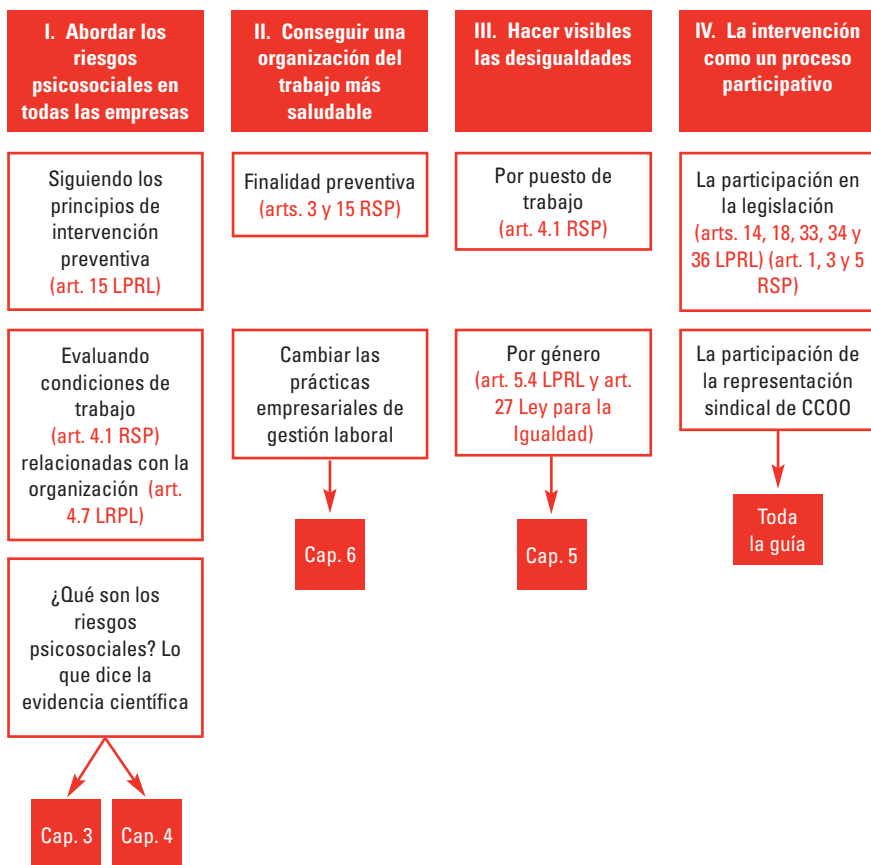 I. Abordar los
riesgos
psicosociales en
todas las empresas
II. Conseguir una
organización del
trabajo más
saludable
III. Hacer visibles
las desigualdades
IV. La intervención
como un proceso
participativo
Siguiendo los
principios de
intervención
preventiva
(art. 15 LPRL)
Finalidad preventiva
(arts. 3 y 15 RSP)
Por puesto de
trabajo
(art. 4.1 RSP)
La participación en
la legislación
(arts. 14, 18, 33, 34 y
36 LPRL) (art. 1, 3 y 5
RSP)
Evaluando
condiciones de
trabajo
(art. 4.1 RSP)
relacionadas con la
organización (art.
4.7 LRPL)
Cambiar las
prácticas
empresariales de
gestión laboral
Por género
(art. 5.4 LPRL y art.
27 Ley para la
Igualdad)
La participación de
la representación
sindical de CCOO
Cap. 6
Cap. 5
Toda
la guía
¿Qué son los
riesgos
psicosociales? Lo
que dice la
evidencia científica
Cap. 3
Cap. 4